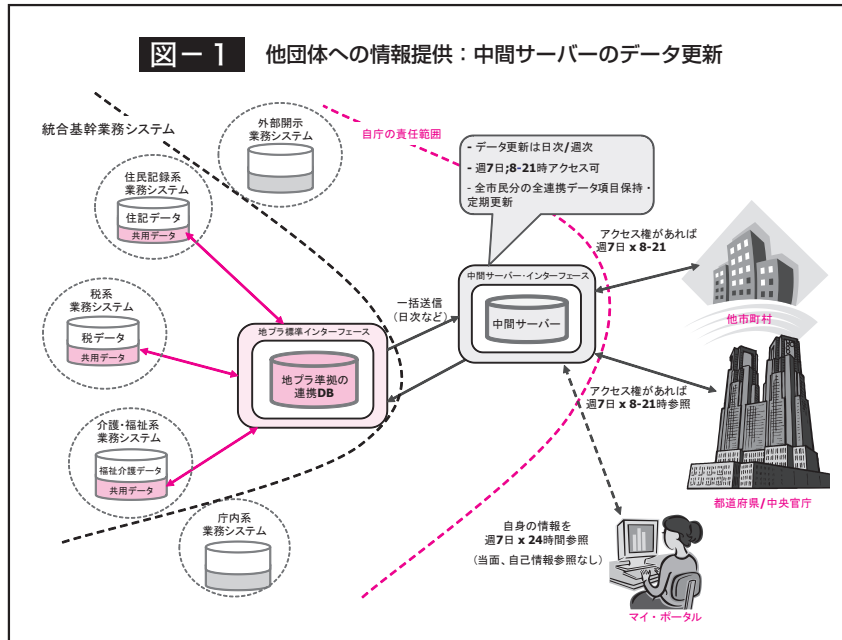 図－1
他団体への情報提供：中間サーバーのデータ更新
統合基幹業務システム
外部開示
業務システム
自庁の責任範囲
- データ更新は日次/週次
- 週7日;8-21時アクセス可
- 全市民分の全連携データ項目保持・
定期更新
住民記録系
業務システム
住記データ
共用データ
アクセス権があれば
週7日 x 8-21
中間サーバー・インターフェース
中間サーバー
他市町村
税系
業務システム
税データ
共用データ
一括送信
（日次など）
地プラ標準インターフェース
地プラ準拠の
連携DB
アクセス権があれば
週7日 x 8-21時参照
介護・福祉系
業務システム
福祉介護データ
共用データ
都道府県/中央官庁
庁内系
業務システム
自身の情報を
週7日 x 24時間参照
（当面、自己情報参照なし）
マイ・ポータル